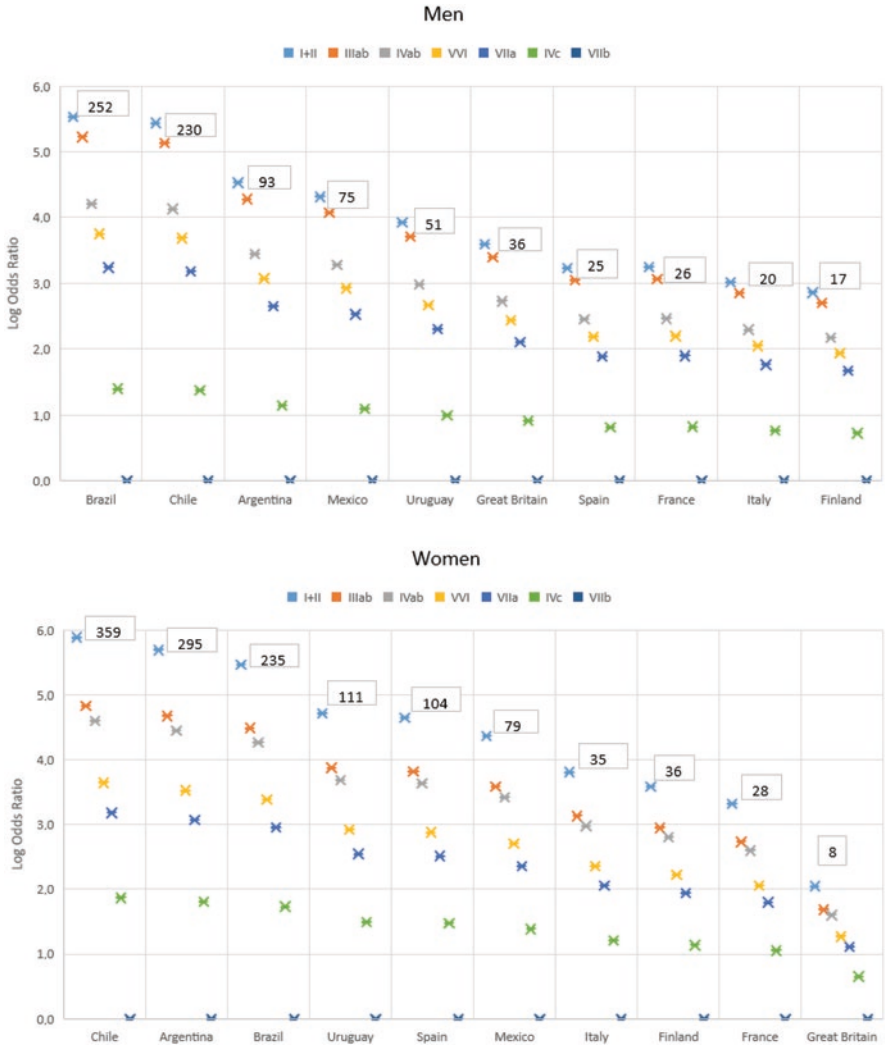 Men
I+II IIIab IVab VVI VIIa IVc VIIb
Log Odds Ratio
6,0
5,0
4,0
3,0
2,0
1,0
0,0
252 230 93 75 51 36 25 26 20 17
Brazil Chile Argentina Mexico Uruguay Great Britain Spain France Italy Finland
Women
I+II IIIab IVab VVI VIIa IVc VIIb
Log Odds Ratio
6,0
5,0
4,0
3,0
2,0
1,0
0,0
359 295 235 111 104 79 35 36 28 8
Chile Argentina Brazil Uruguay Spain Mexico Italy Finland France Great Britain